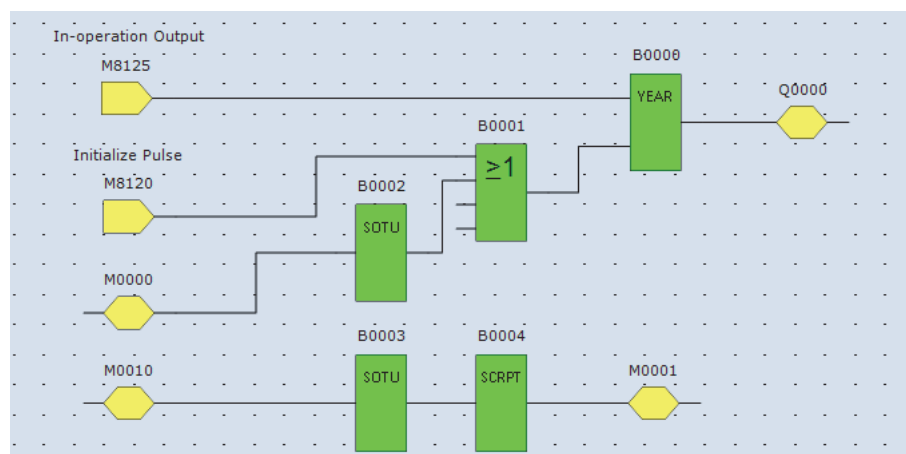 In-operation Output
M8125
B0000
YEAR
Q0000
B0001
≥1
Initialize Pulse
M8120
B0002
SOTU
M0000
B0003
B0004
M0010
SOTU
SCRPT
M0001